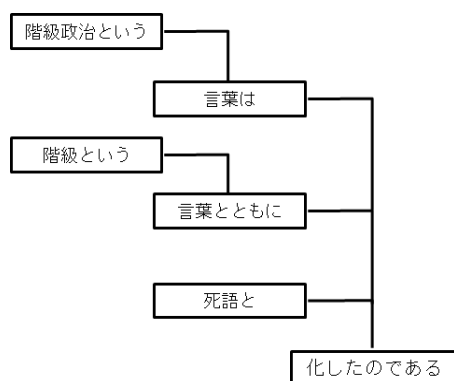 階級政治という
言葉は
階級という
言葉とともに
死語と
化したのである